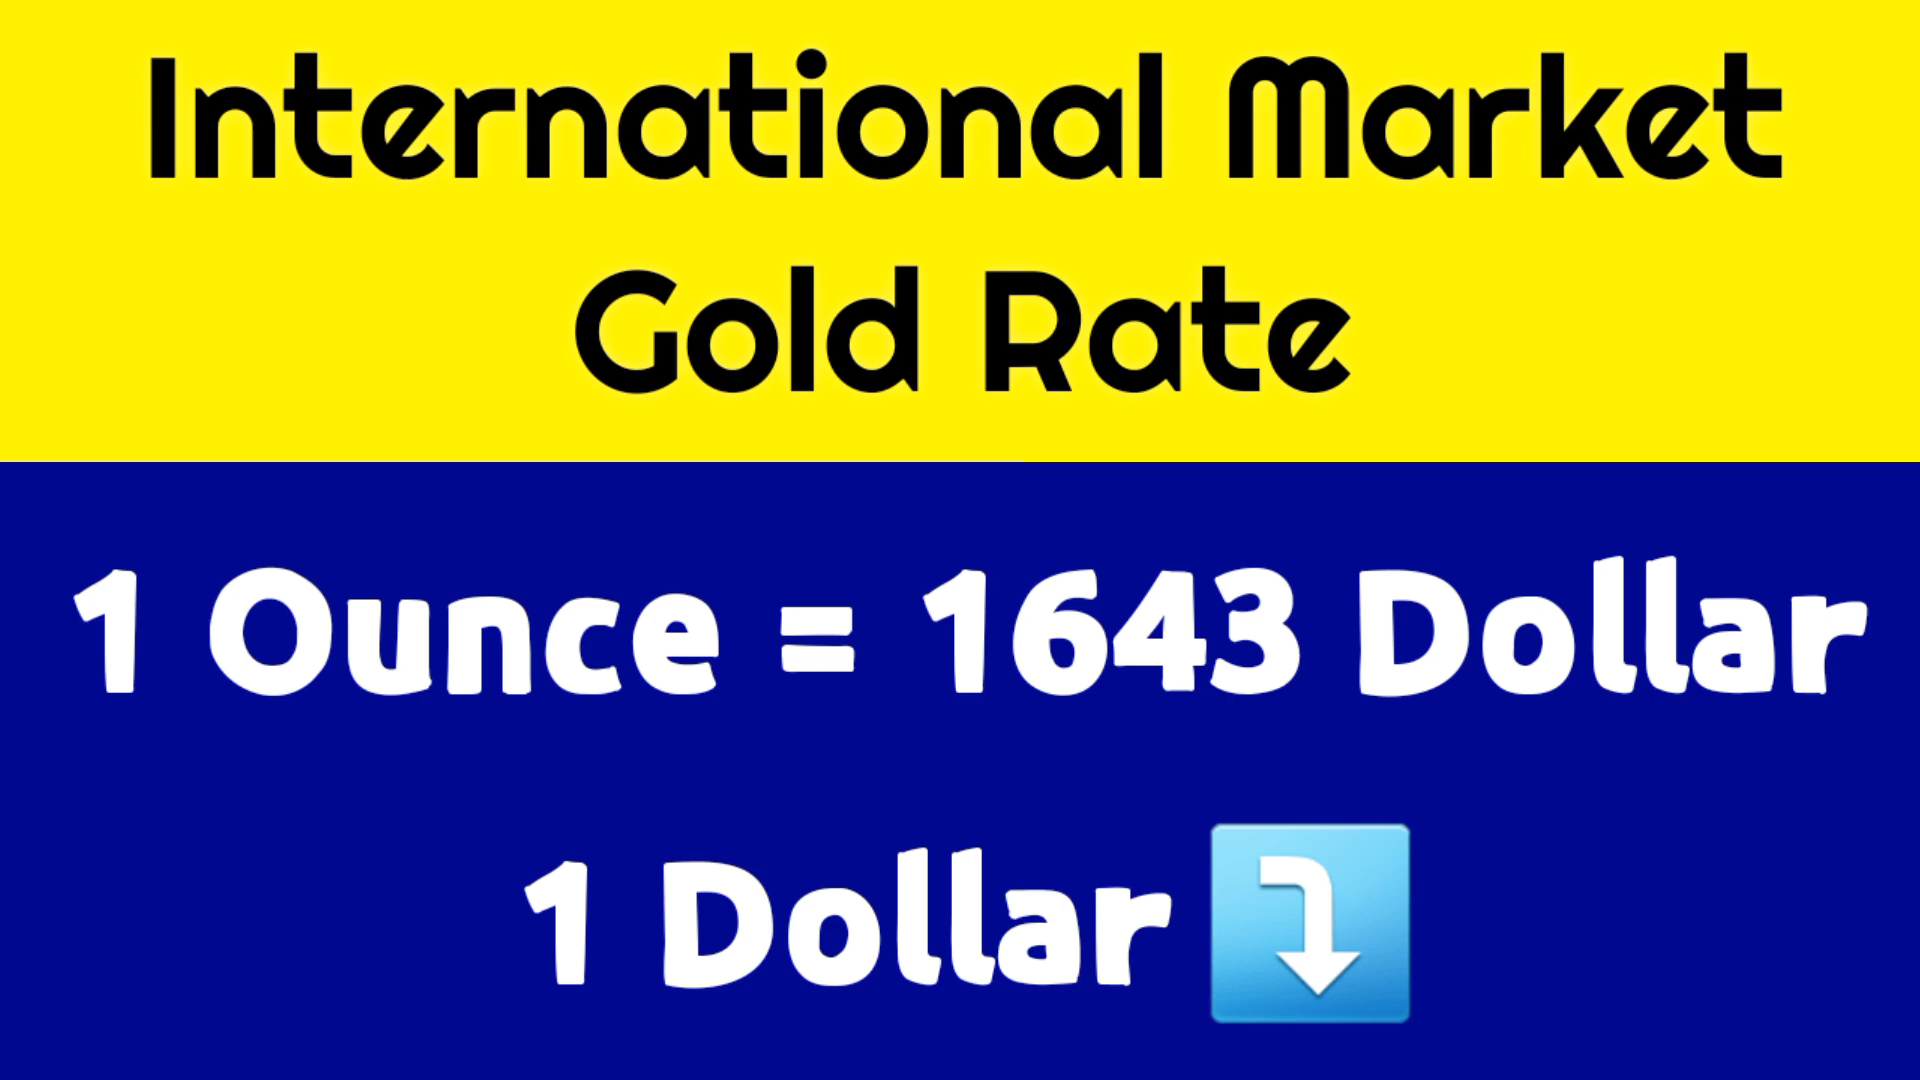 International Market
Gold Rate
1 Ounce = 1643 Dollar
1 Dollar ⤵️